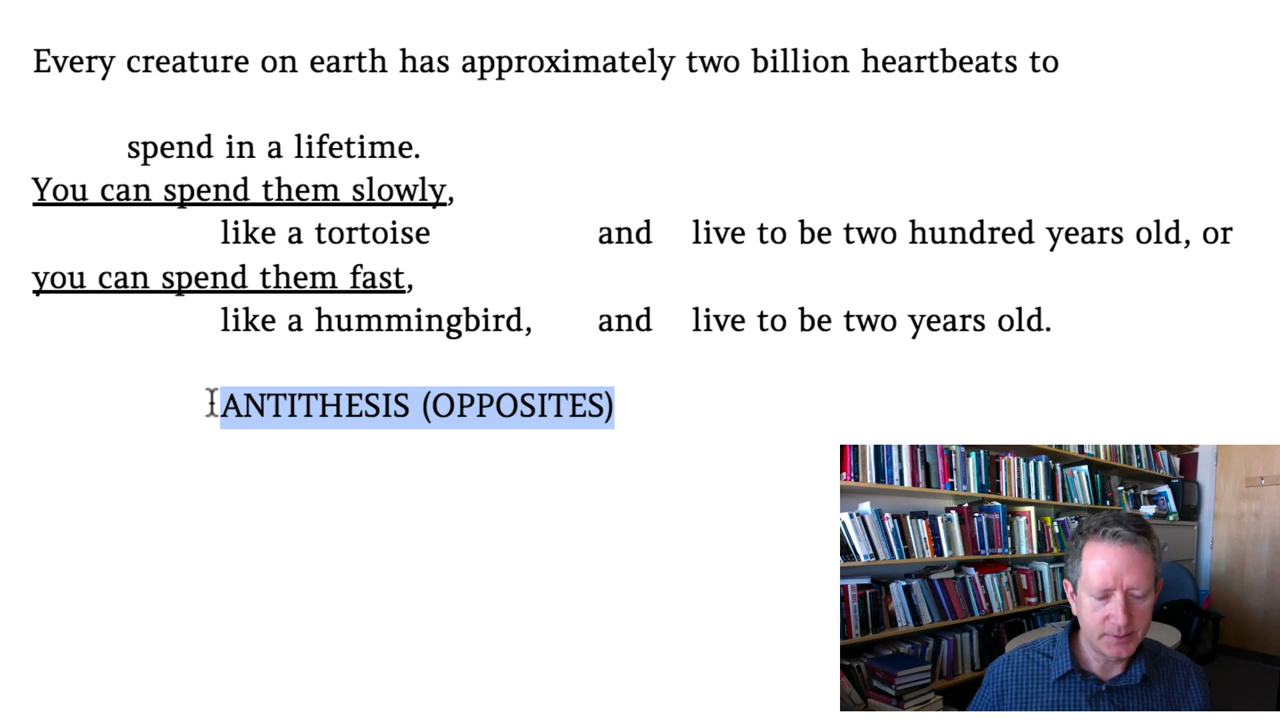 Every creature on earth has approximately two billion heartbeats to
spend in a lifetime.
You can spend them slowly,
like a tortoise and live to be two hundred years old, or
you can spend them fast,
like a hummingbird, and live to be two years old.
ANTITHESIS (OPPOSITES)